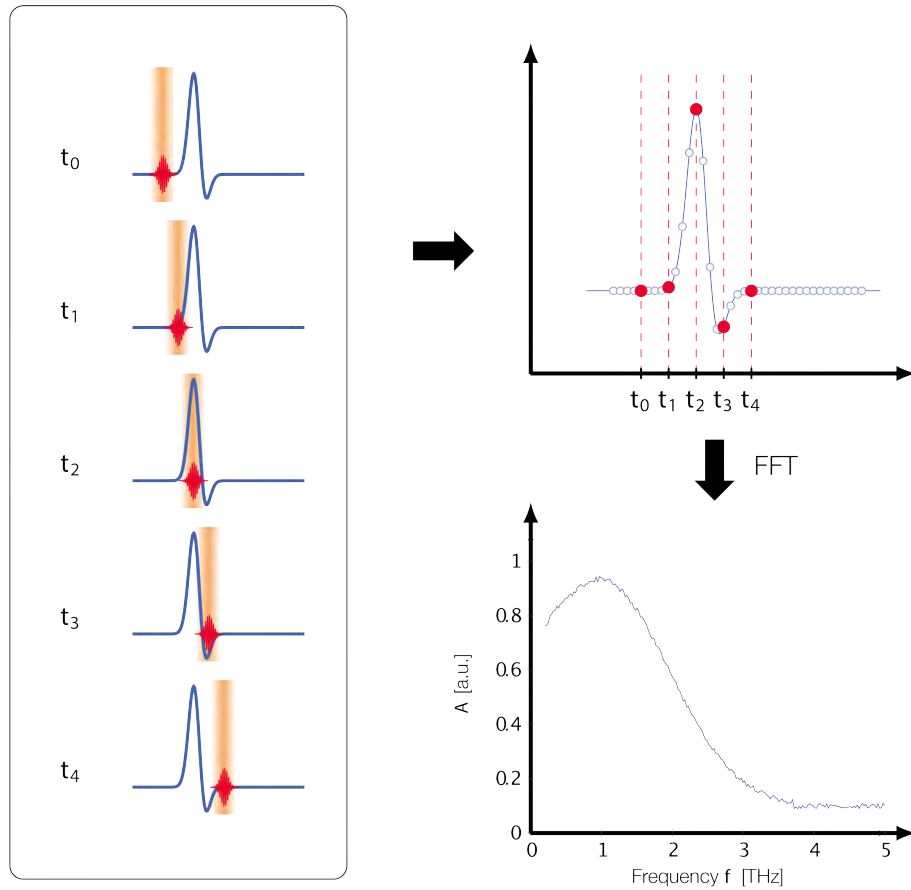 t₀
t₁
t₂
t₃
t₄
t₀ t₁ t₂ t₃ t₄
FFT
1
0.8
0.6
0.4
0.2
0
A [a.u.]
0 1 2 3 4 5
Frequency f [THz]